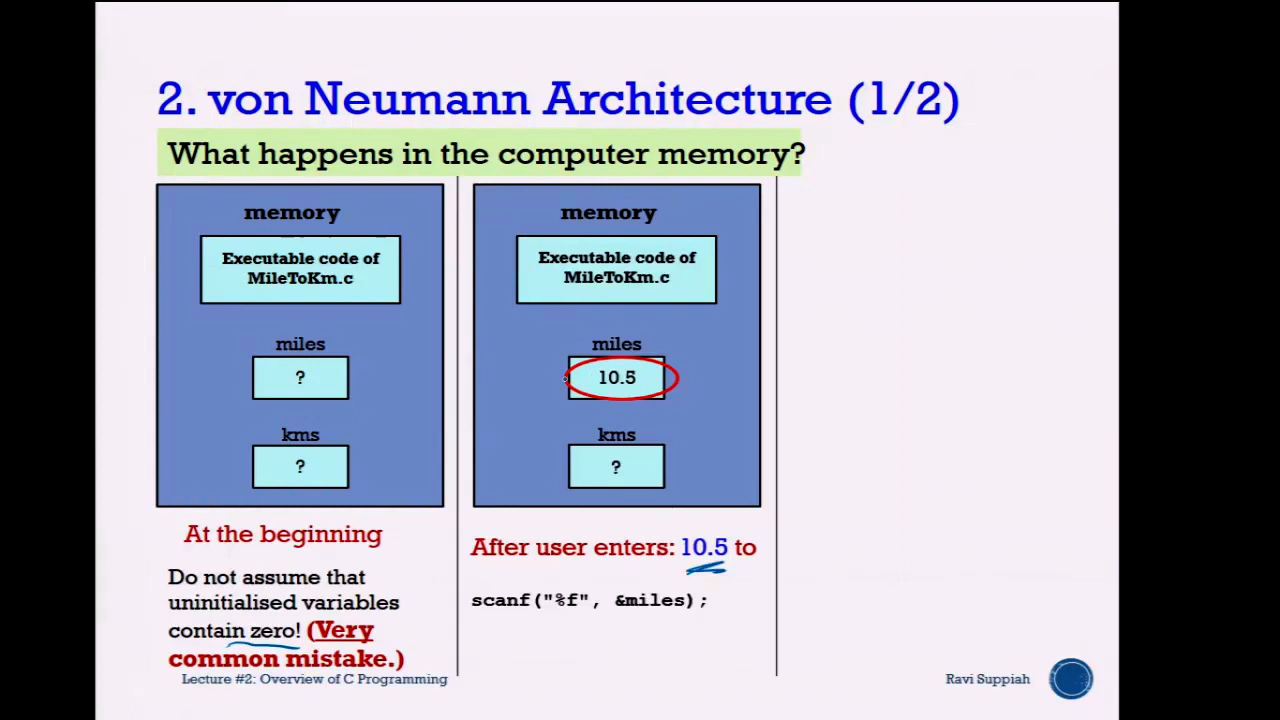 2. von Neumann Architecture (1/2)
What happens in the computer memory?
memory
Executable code of
MileToKm.c
miles
?
kms
?
At the beginning
Do not assume that
uninitialised variables
contain zero! (Very
common mistake.)
memory
Executable code of
MileToKm.c
miles
10.5
kms
?
After user enters: 10.5 to
scanf("%f", &miles);
Lecture #2: Overview of C Programming
Ravi Suppiah